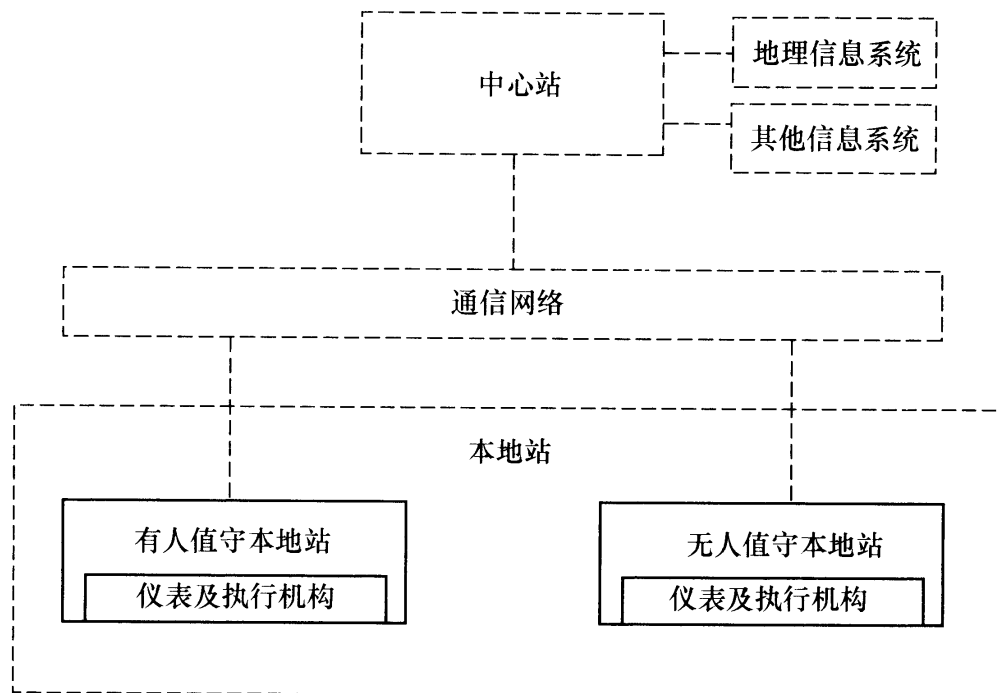 中心站
地理信息系统
其他信息系统
通信网络
本地站
有人值守本地站
仪表及执行机构
无人值守本地站
仪表及执行机构